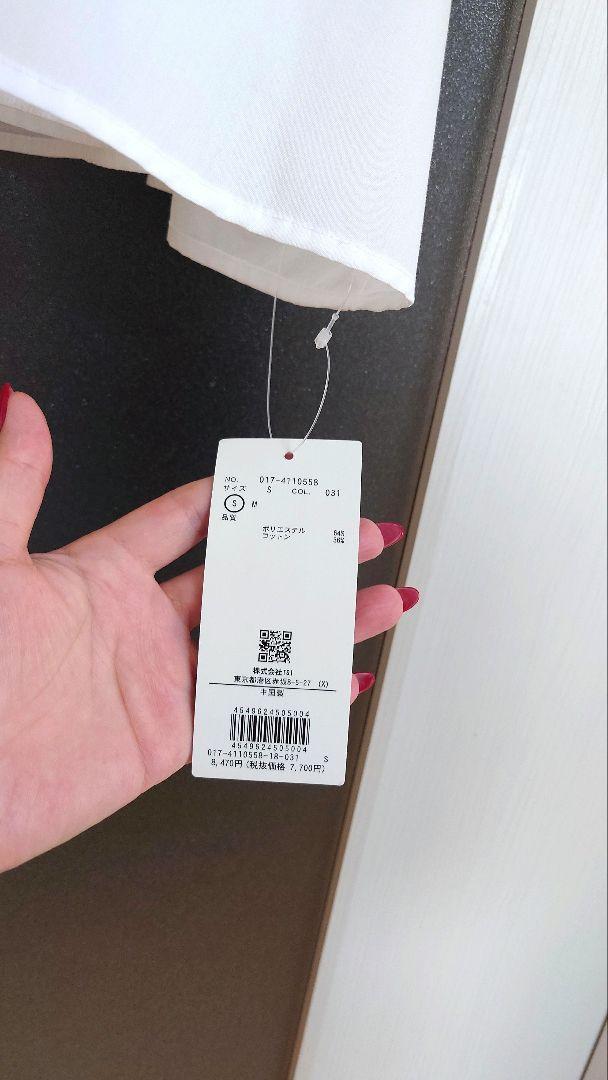 NO. 017-4110558
サイズ S COL. 031
S M
品質
ポリエステル 64%
コットン 36%
株式会社TSI
東京都港区赤坂8-5-27 (X)
中国製
4549624505004
4549624505004
017-4110558-18-031 S
8,470円(税抜価格 7,700円)